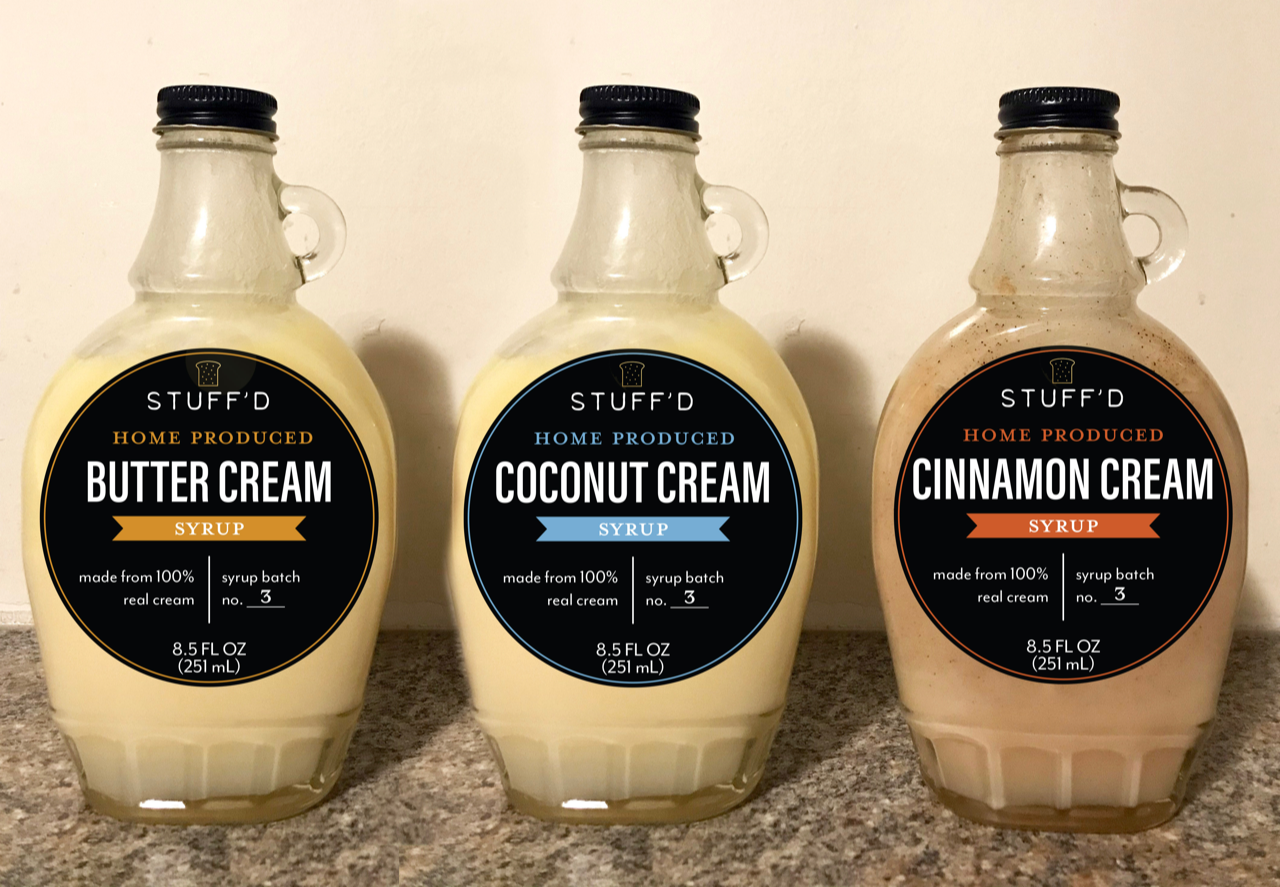 STUFF'D
HOME PRODUCED
BUTTER CREAM
SYRUP
made from 100%
real cream
syrup batch
no. 3
8.5 FL OZ
(251 mL)
STUFF'D
HOME PRODUCED
COCONUT CREAM
SYRUP
made from 100%
real cream
syrup batch
no. 3
8.5 FL OZ
(251 mL)
STUFF'D
HOME PRODUCED
CINNAMON CREAM
SYRUP
made from 100%
real cream
syrup batch
no. 3
8.5 FL OZ
(251 mL)